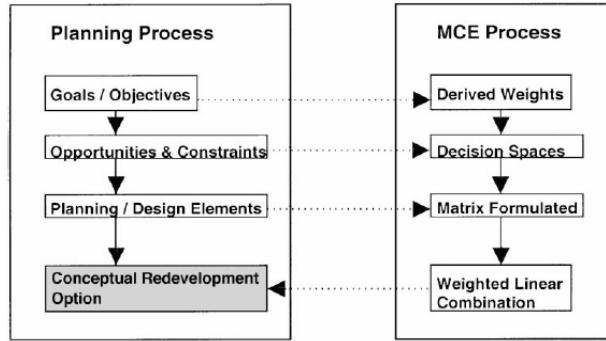 Planning Process
Goals / Objectives
Opportunities & Constraints
Planning / Design Elements
Conceptual Redevelopment
Option
MCE Process
Derived Weights
Decision Spaces
Matrix Formulated
Weighted Linear
Combination